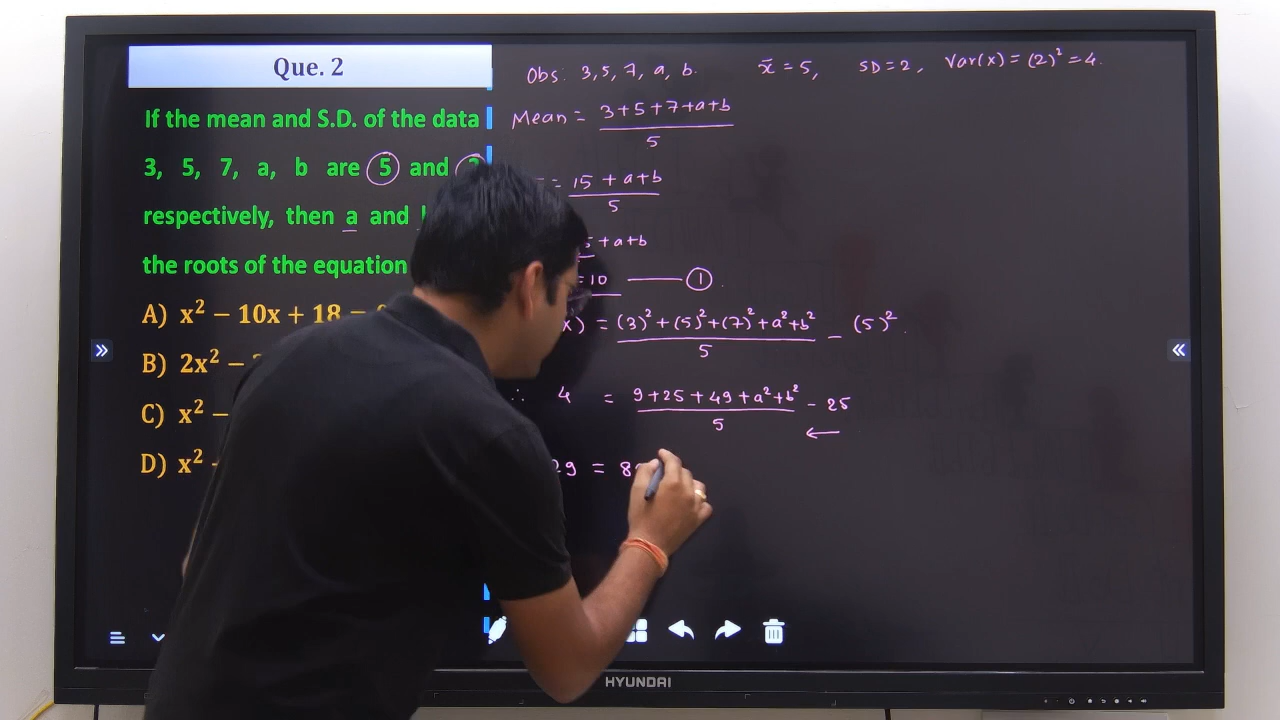 Que. 2
If the mean and S.D. of the data
3, 5, 7, a, b are 5 and
respectively, then a and
the roots of the equation
A) x² − 10x + 18 =
B) 2x² −
C) x² −
D) x²
Obs: 3, 5, 7, a, b. x̄ = 5, SD = 2, Var(x) = (2)² = 4.
Mean = 3+5+7+a+b
5
= 15 + a+b
5
+ a+b
= 10 —— ①
x) = (3)² + (5)² + (7)² + a² + b² − (5)².
5
∴ 4 = 9+25+49+a²+b² − 25
5
29 = 8
HYUNDAI